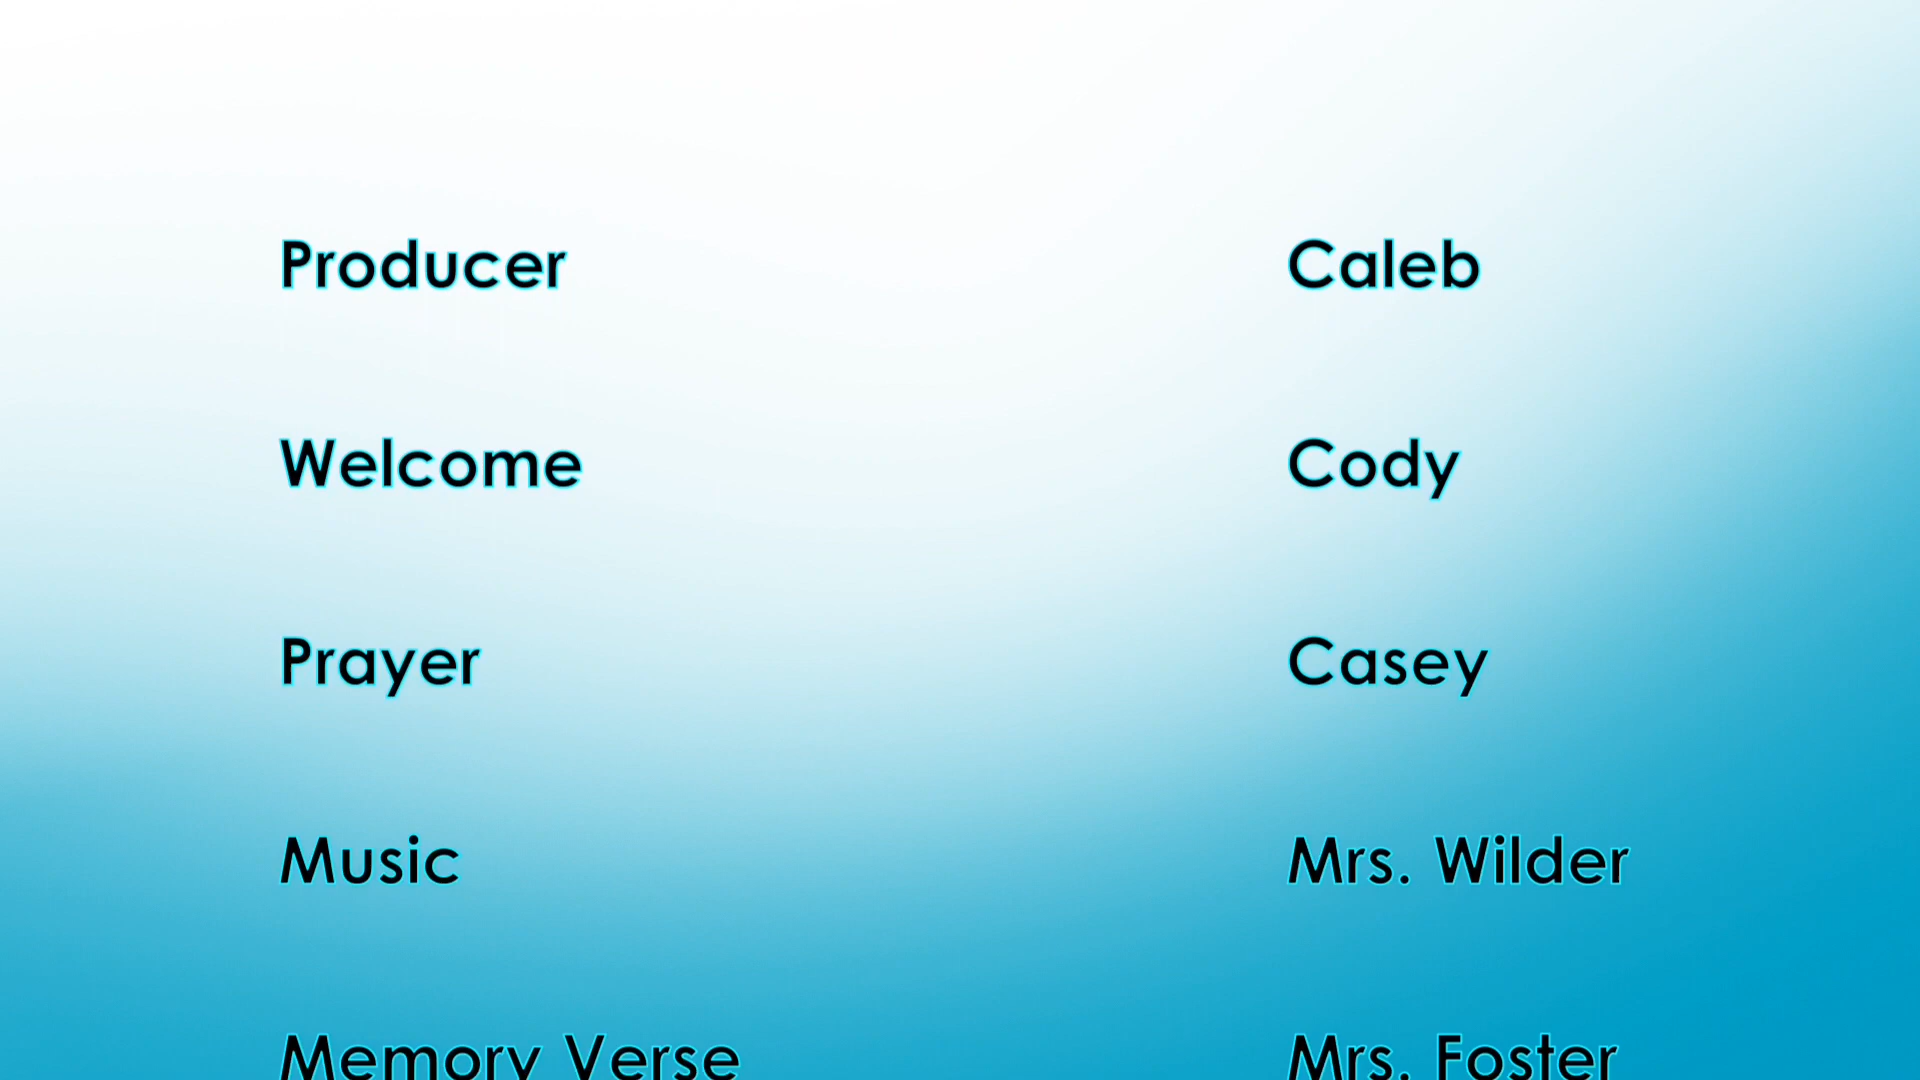 Producer Caleb
Welcome Cody
Prayer Casey
Music Mrs. Wilder
Memory Verse Mrs. Foster